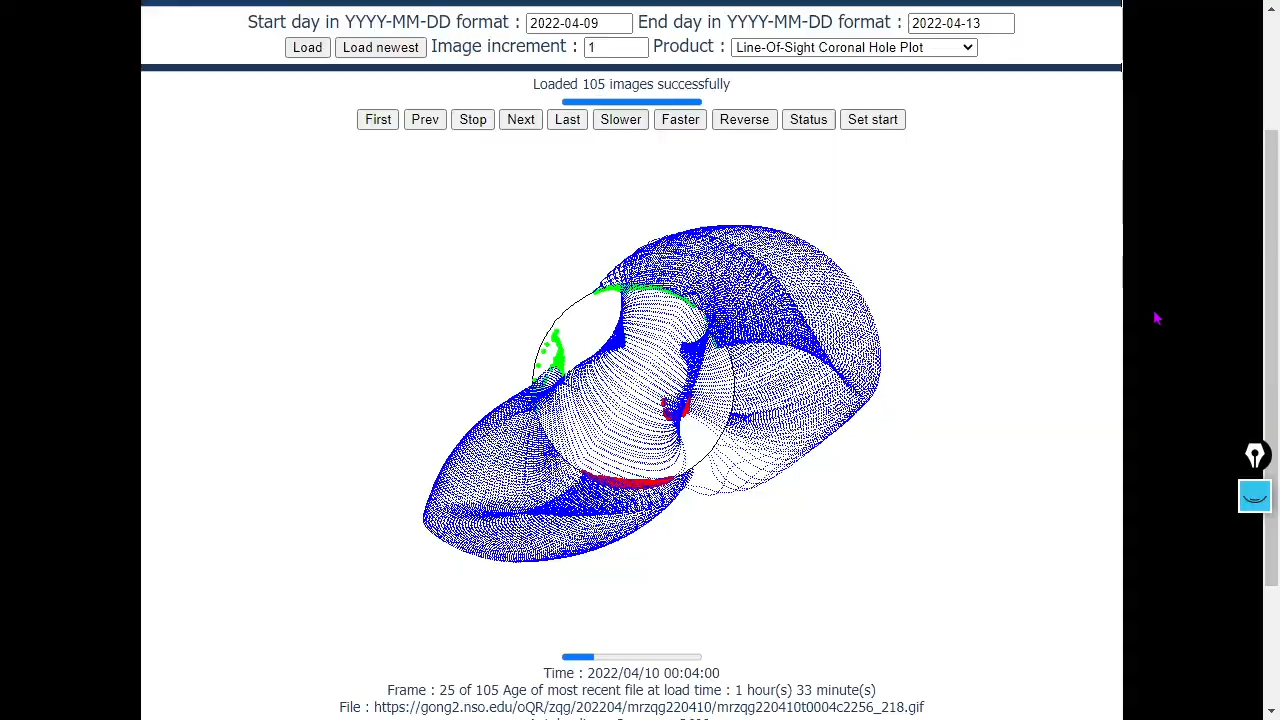 Start day in YYYY-MM-DD format : 2022-04-09 End day in YYYY-MM-DD format : 2022-04-13
Load Load newest Image increment : 1 Product : Line-Of-Sight Coronal Hole Plot
Loaded 105 images successfully
First Prev Stop Next Last Slower Faster Reverse Status Set start
Time : 2022/04/10 00:04:00
Frame : 25 of 105 Age of most recent file at load time : 1 hour(s) 33 minute(s)
File : https://gong2.nso.edu/oQR/zqg/202204/mrzqg220410/mrzqg220410t0004c2256_218.gif